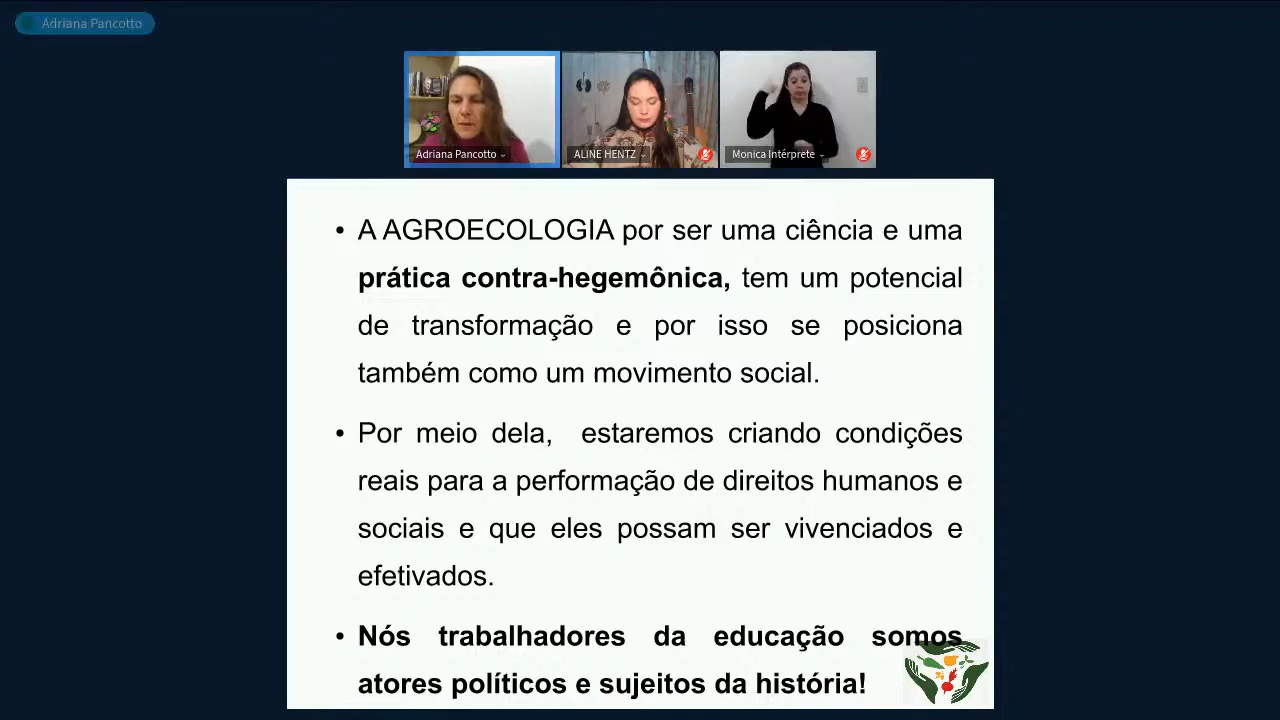 Adriana Pancotto
Adriana Pancotto
ALINE HENTZ
Monica Intérprete
• A AGROECOLOGIA por ser uma ciência e uma
prática contra-hegemônica, tem um potencial
de transformação e por isso se posiciona
também como um movimento social.
• Por meio dela, estaremos criando condições
reais para a performação de direitos humanos e
sociais e que eles possam ser vivenciados e
efetivados.
• Nós trabalhadores da educação somos
atores políticos e sujeitos da história!